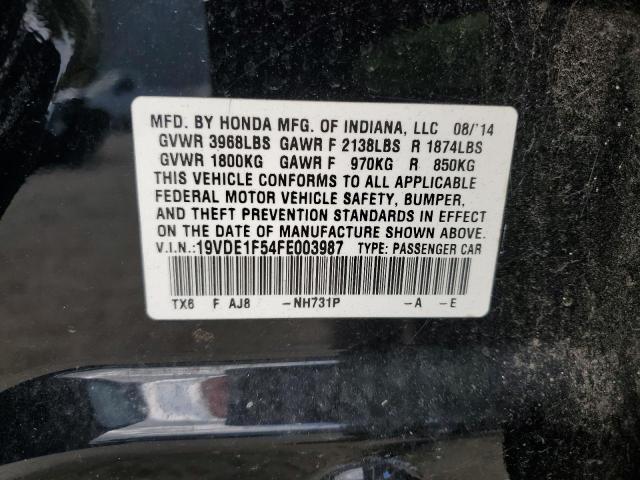 MFD. BY HONDA MFG. OF INDIANA, LLC 08/'14
GVWR 3968LBS GAWR F 2138LBS R 1874LBS
GVWR 1800KG GAWR F 970KG R 850KG
THIS VEHICLE CONFORMS TO ALL APPLICABLE
FEDERAL MOTOR VEHICLE SAFETY, BUMPER,
AND THEFT PREVENTION STANDARDS IN EFFECT
ON THE DATE OF MANUFACTURE SHOWN ABOVE.
V.I.N.:19VDE1F54FE003987 TYPE: PASSENGER CAR
TX6 F AJ8 -NH731P -A -E